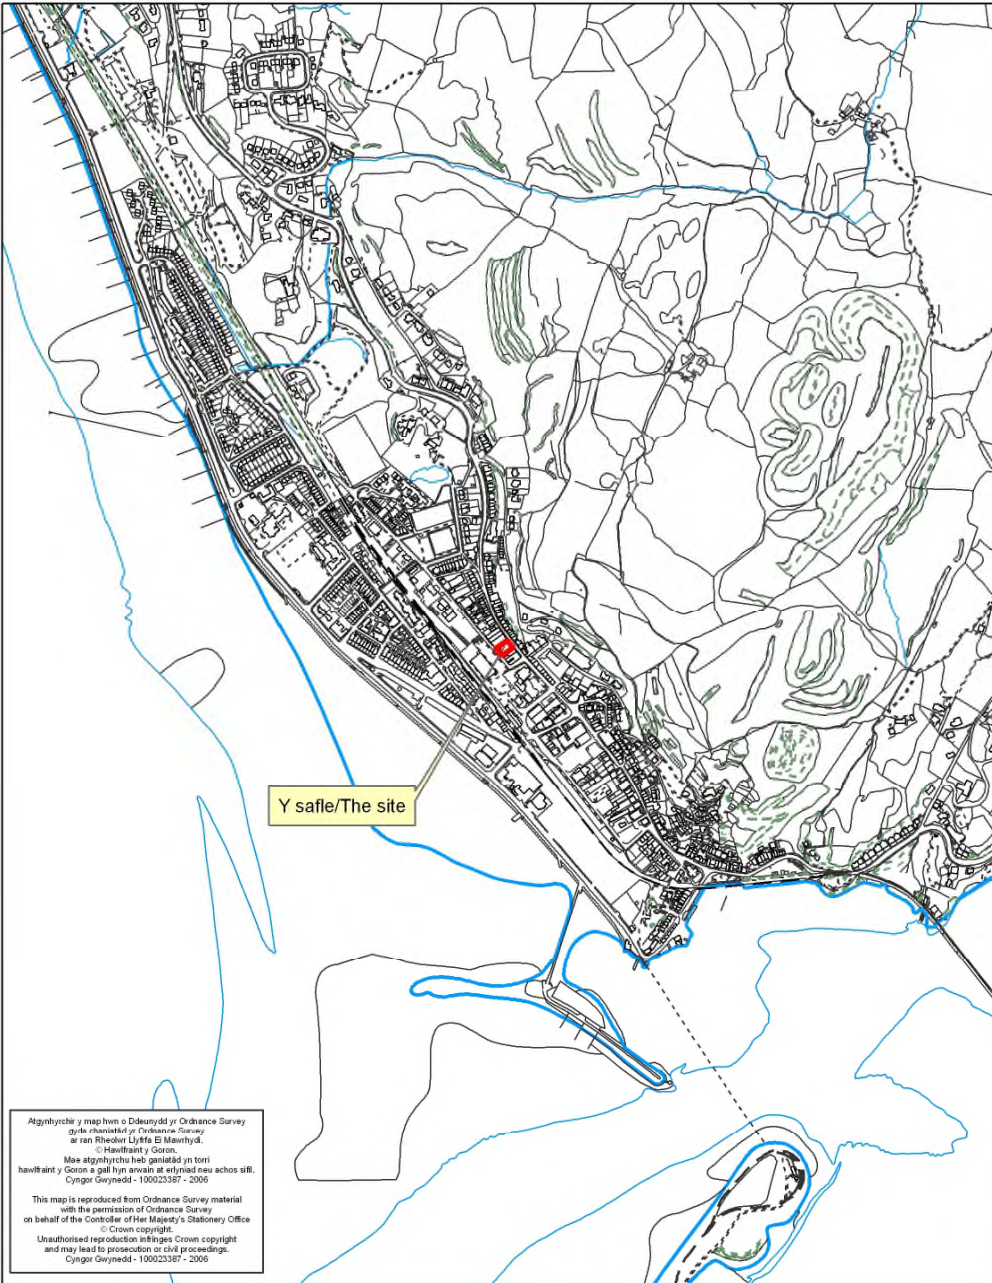 Y safle/The site
Atgynhyrchir y map hwn o Ddeunydd yr Ordnance Survey
gyda chaniatâd yr Ordnance Survey
ar ran Rheolwr Llyfrfa Ei Mawrhydi.
© Hawlfraint y Goron.
Mae atgynhyrchu heb ganiatâd yn torri
hawlfraint y Goron a gall hyn arwain at erlyniad neu achos sifil.
Cyngor Gwynedd - 100023387 - 2006
This map is reproduced from Ordnance Survey material
with the permission of Ordnance Survey
on behalf of the Controller of Her Majesty's Stationery Office
© Crown copyright.
Unauthorised reproduction infringes Crown copyright
and may lead to prosecution or civil proceedings.
Cyngor Gwynedd - 100023387 - 2006